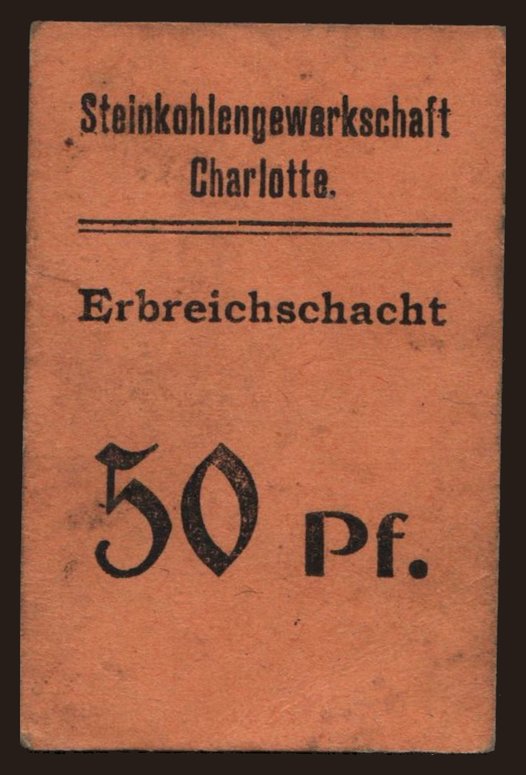 Steinkohlengewerkschaft
Charlotte.
Erbreichschacht
50 Pf.